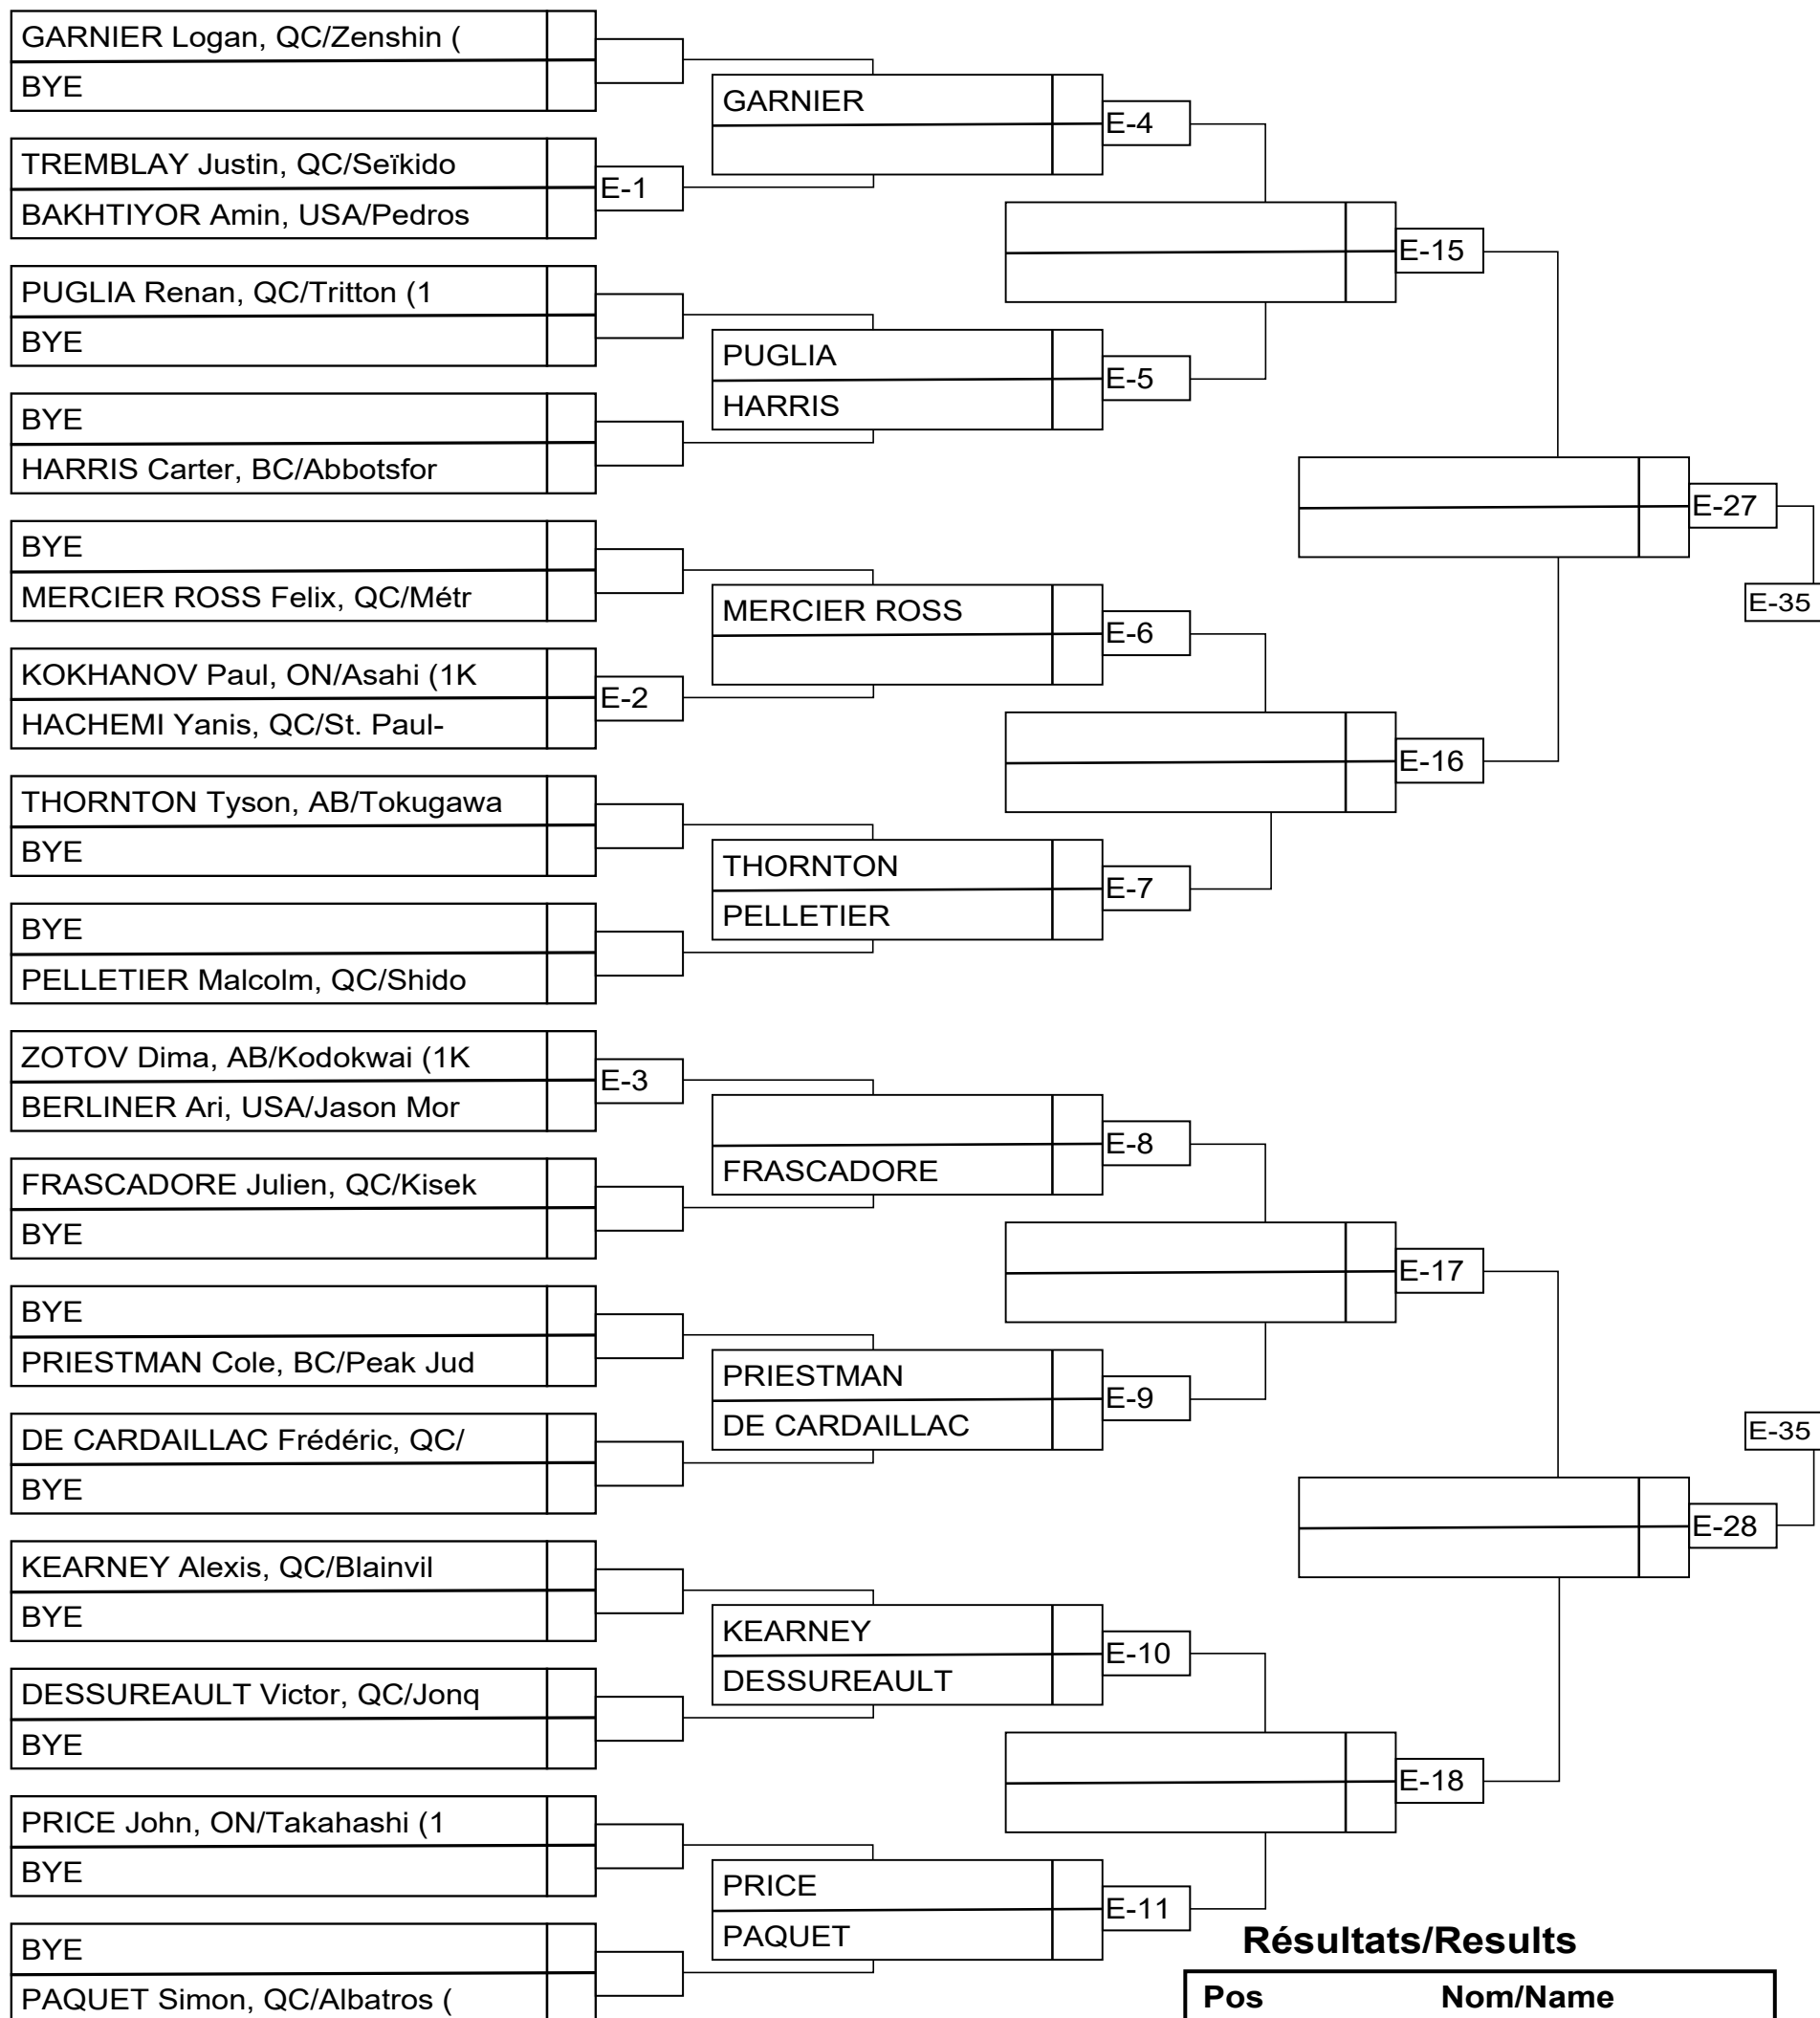 GARNIER Logan, QC/Zenshin (
BYE
TREMBLAY Justin, QC/Seïkido
BAKHTIYOR Amin, USA/Pedros
E-1
PUGLIA Renan, QC/Tritton (1
BYE
BYE
HARRIS Carter, BC/Abbotsfor
BYE
MERCIER ROSS Felix, QC/Métr
KOKHANOV Paul, ON/Asahi (1K
HACHEMI Yanis, QC/St. Paul-
E-2
THORNTON Tyson, AB/Tokugawa
BYE
BYE
PELLETIER Malcolm, QC/Shido
ZOTOV Dima, AB/Kodokwai (1K
BERLINER Ari, USA/Jason Mor
E-3
FRASCADORE Julien, QC/Kisek
BYE
BYE
PRIESTMAN Cole, BC/Peak Jud
DE CARDAILLAC Frédéric, QC/
BYE
KEARNEY Alexis, QC/Blainvil
BYE
DESSUREAULT Victor, QC/Jonq
BYE
PRICE John, ON/Takahashi (1
BYE
BYE
PAQUET Simon, QC/Albatros (
GARNIER
E-4
PUGLIA
HARRIS
E-5
MERCIER ROSS
E-6
THORNTON
PELLETIER
E-7
FRASCADORE
E-8
PRIESTMAN
DE CARDAILLAC
E-9
KEARNEY
DESSUREAULT
E-10
PRICE
PAQUET
E-11
E-15
E-16
E-17
E-18
E-27
E-35
E-35
E-28
Résultats/Results
Pos Nom/Name